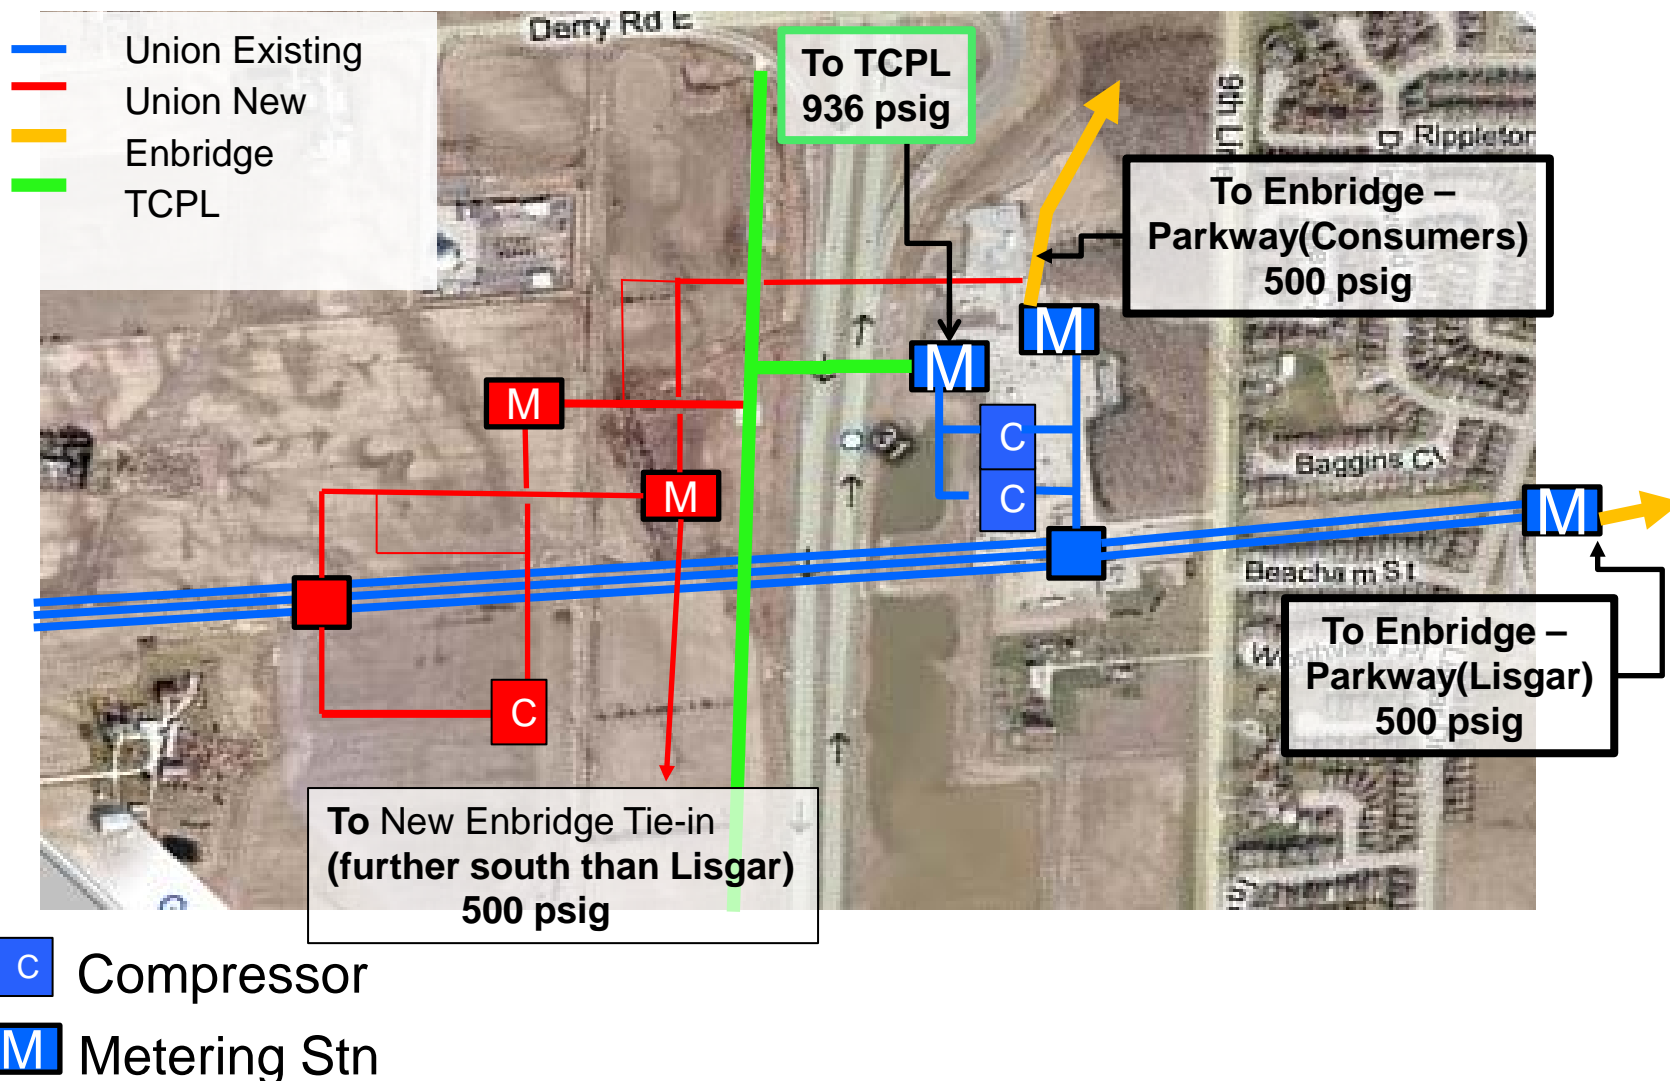 Union Existing
Union New
Enbridge
TCPL
Derry Rd E
To TCPL
936 psig
9th Lin
Rippleton
To Enbridge –
Parkway(Consumers)
500 psig
M
M
M
M
M
C
C
C
Baggins C
Beacham St
To Enbridge –
Parkway(Lisgar)
500 psig
To New Enbridge Tie-in
(further south than Lisgar)
500 psig
C Compressor
M Metering Stn